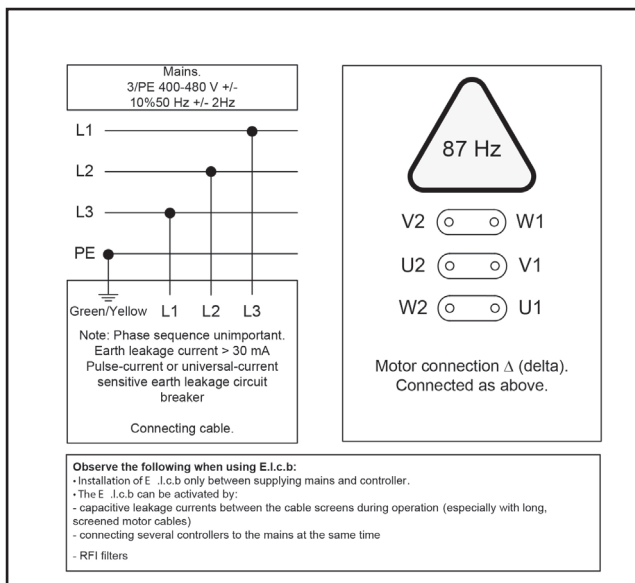 Mains.
3/PE 400-480 V +/-
10%50 Hz +/- 2Hz
L1
L2
L3
PE
Green/Yellow L1 L2 L3
Note: Phase sequence unimportant.
Earth leakage current > 30 mA
Pulse-current or universal-current
sensitive earth leakage circuit
breaker
Connecting cable.
87 Hz
V2 W1
U2 V1
W2 U1
Motor connection Δ (delta).
Connected as above.
Observe the following when using E.l.c.b:
• Installation of E .l.c.b only between supplying mains and controller.
• The E .l.c.b can be activated by:
- capacitive leakage currents between the cable screens during operation (especially with long,
screened motor cables)
- connecting several controllers to the mains at the same time
- RFI filters